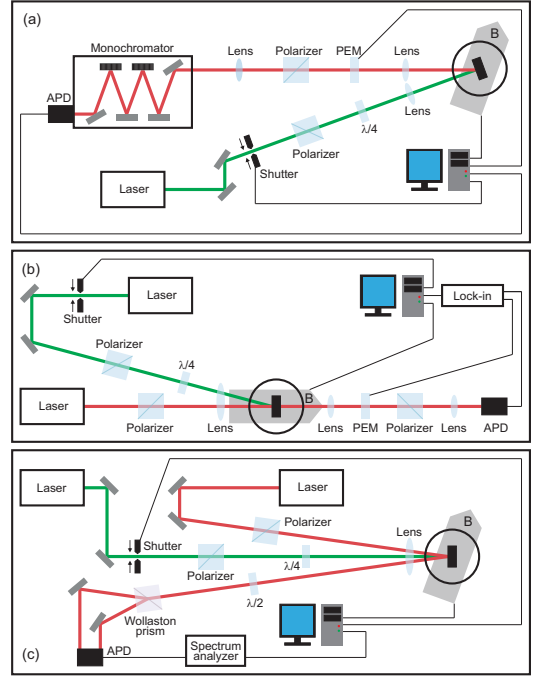 (a)
Monochromator
Lens
Polarizer
PEM
Lens
B
APD
Lens
λ/4
Polarizer
Shutter
Laser
(b)
Laser
Shutter
Lock-in
Polarizer
λ/4
B
Laser
Polarizer
Lens
Lens
PEM
Polarizer
Lens
APD
Laser
Laser
B
Shutter
Polarizer
Lens
Polarizer
λ/4
λ/2
Wollaston
prism
APD
Spectrum
analyzer
(c)